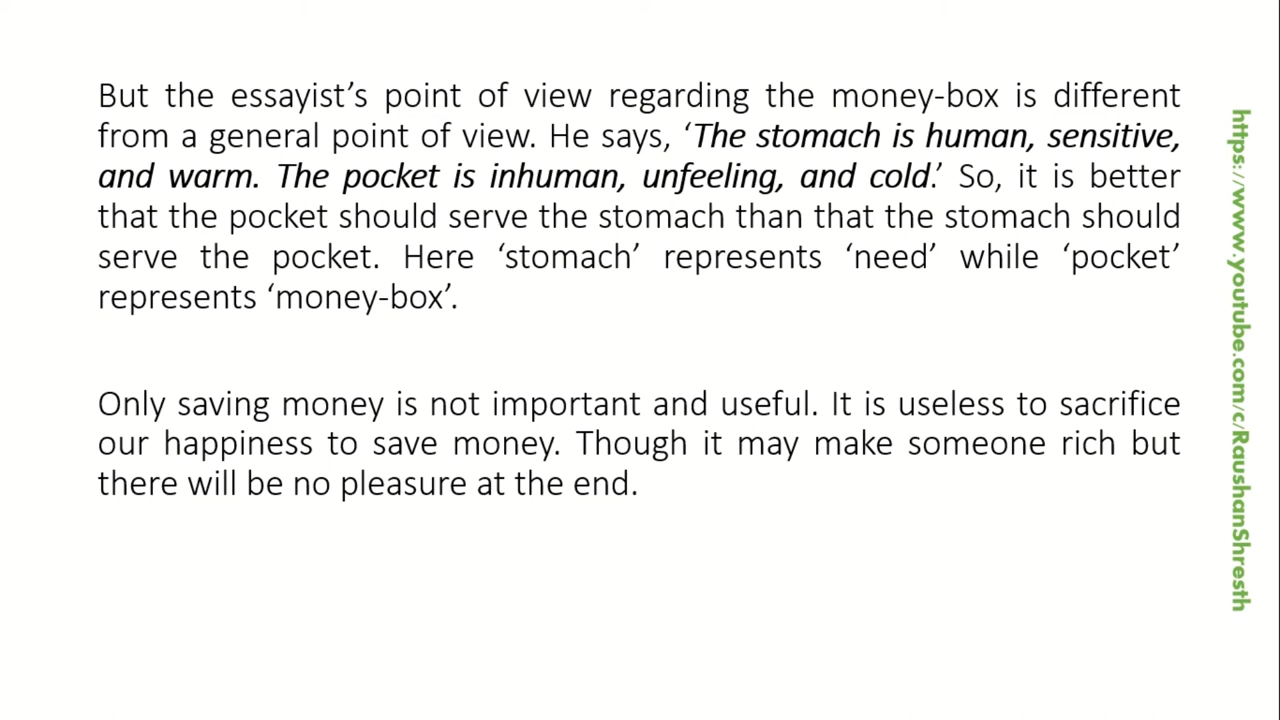 But the essayist’s point of view regarding the money-box is different
from a general point of view. He says, ‘The stomach is human, sensitive,
and warm. The pocket is inhuman, unfeeling, and cold.’ So, it is better
that the pocket should serve the stomach than that the stomach should
serve the pocket. Here ‘stomach’ represents ‘need’ while ‘pocket’
represents ‘money-box’.
Only saving money is not important and useful. It is useless to sacrifice
our happiness to save money. Though it may make someone rich but
there will be no pleasure at the end.
https://www.youtube.com/c/RaushanShresth